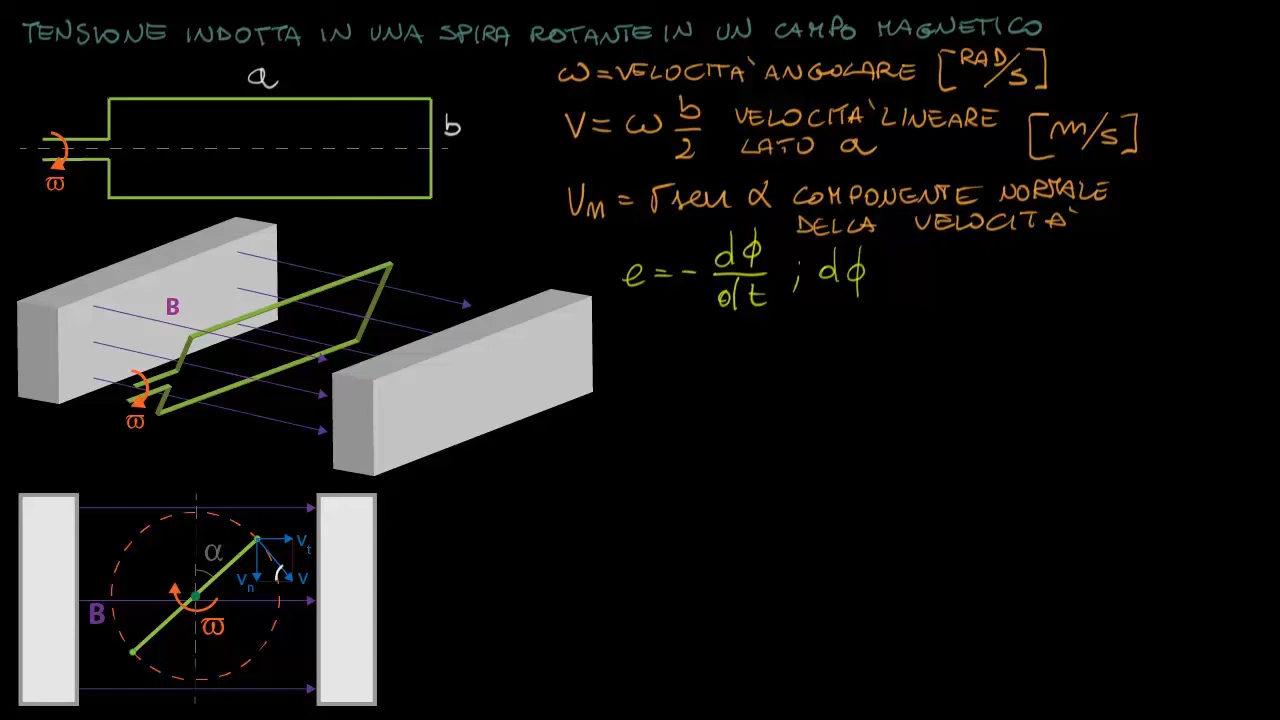 TENSIONE INDOTTA IN UNA SPIRA ROTANTE IN UN CAMPO MAGNETICO
a
b
ϖ
ω = VELOCITA' ANGOLARE [RAD/s]
V = ω b/2 VELOCITA' LINEARE LATO a [m/s]
Vₙ = v sen α COMPONENTE NORMALE
DELLA VELOCITA'
e = - dϕ/dt ; dϕ
B
ϖ
α
vₜ
vₙ
v
B
ϖ